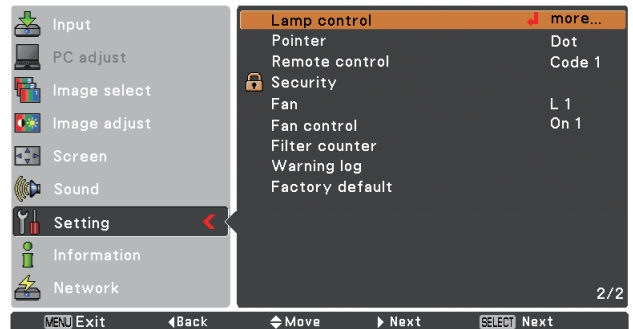 Input
PC adjust
Image select
Image adjust
Screen
Sound
Setting
Information
Network
Lamp control more...
Pointer Dot
Remote control Code 1
Security
Fan L 1
Fan control On 1
Filter counter
Warning log
Factory default
2/2
MENU Exit Back Move Next SELECT Next